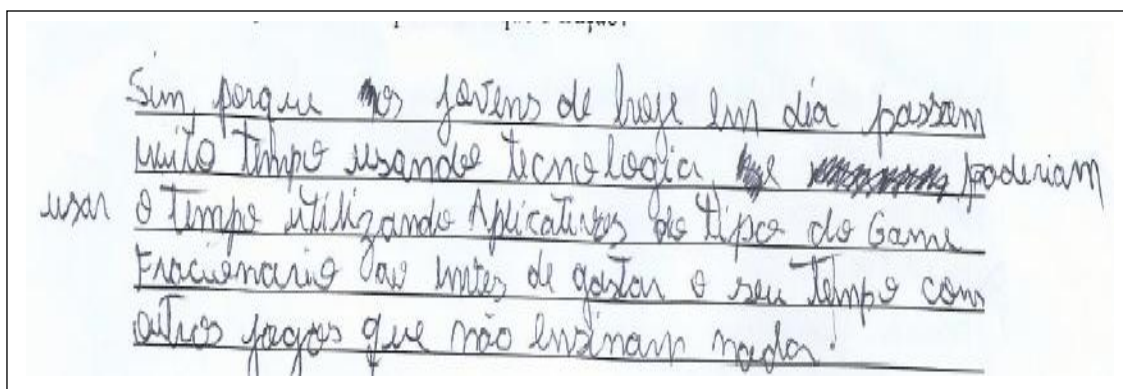 Sim, porque os jovens de hoje em dia passam
muito tempo usando tecnologia, e poderiam
usar o tempo utilizando Aplicativos do tipo do Game
Fracionario ao invés de gastar o seu tempo com
outros jogos que não ensinam nada.